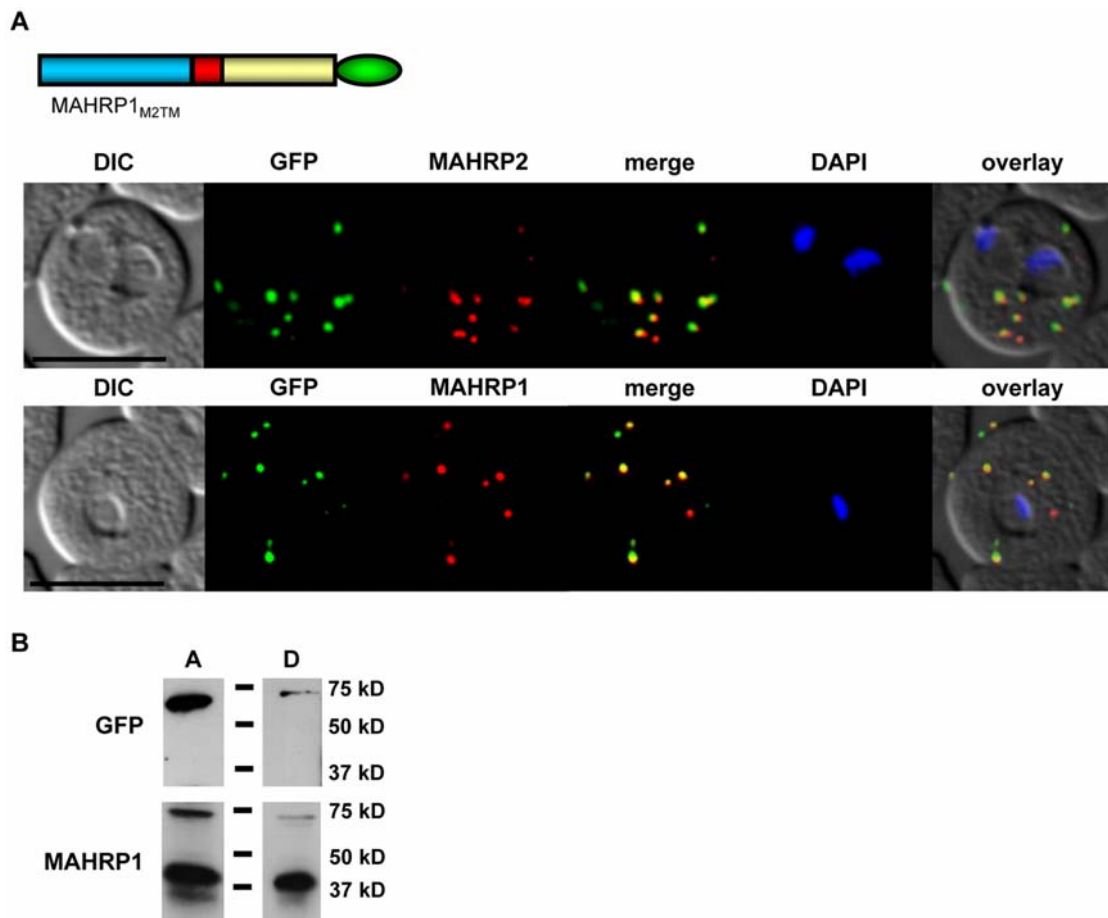 A
MAHRP1M2TM
DIC GFP MAHRP2 merge DAPI overlay
DIC GFP MAHRP1 merge DAPI overlay
B
A D
GFP
75 kD
50 kD
37 kD
MAHRP1
75 kD
50 kD
37 kD